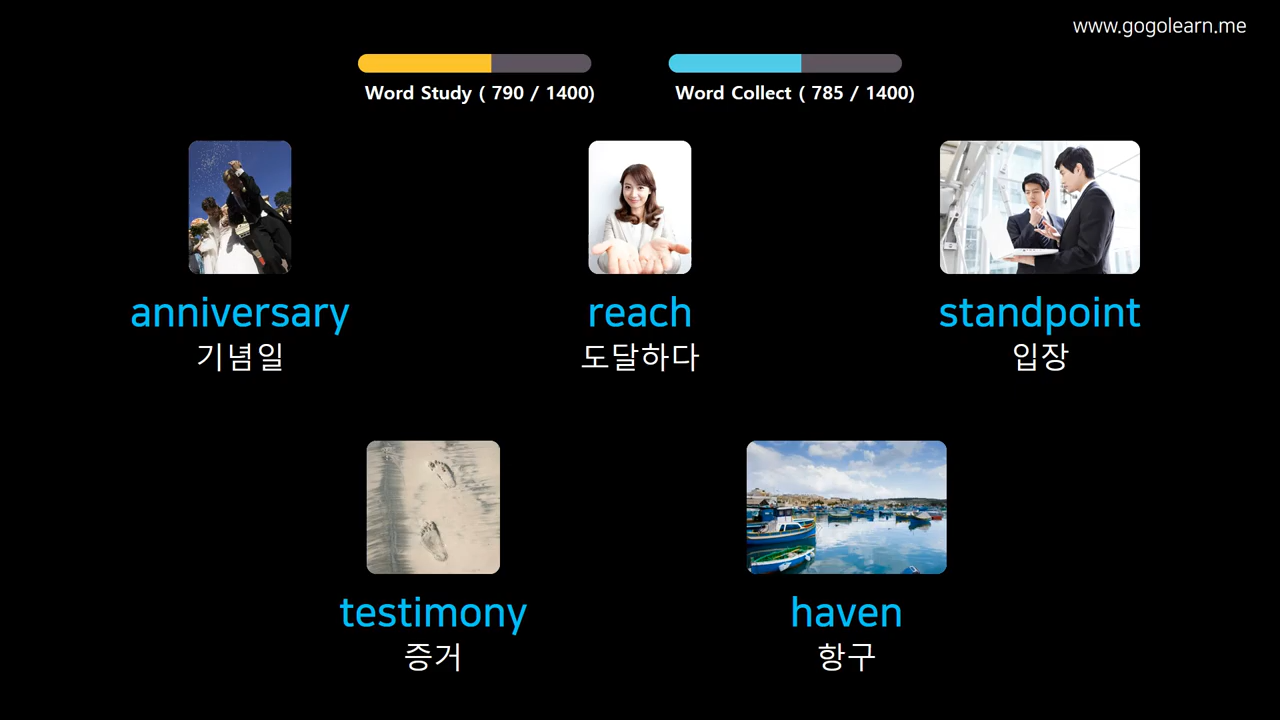 www.gogolearn.me
Word Study ( 790 / 1400)
Word Collect ( 785 / 1400)
anniversary
기념일
reach
도달하다
standpoint
입장
testimony
증거
haven
항구